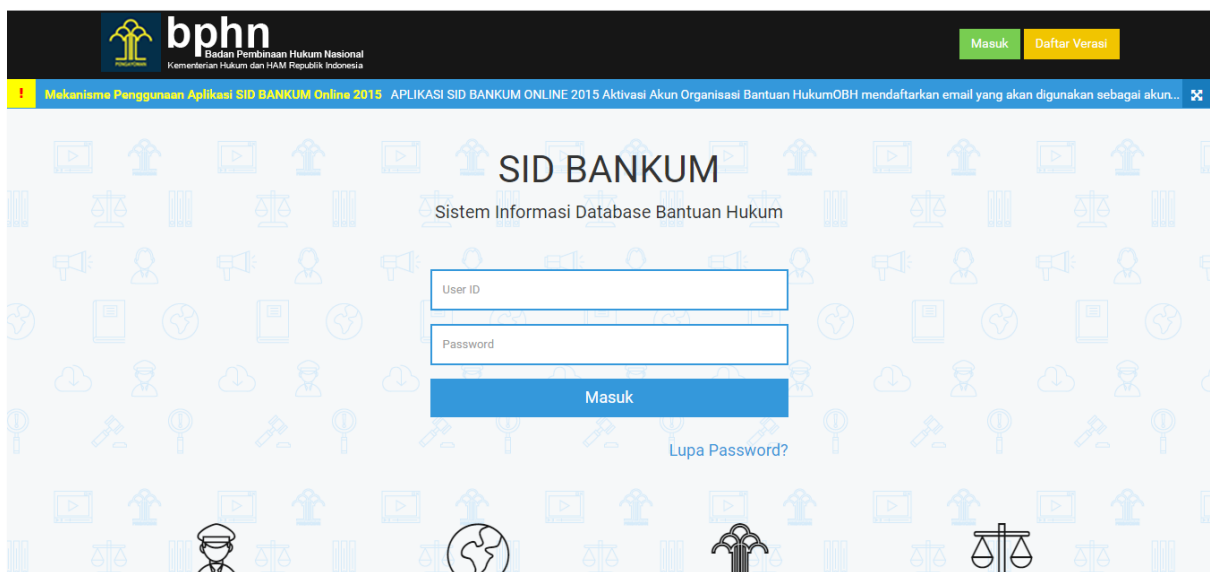 bphn
Badan Pembinaan Hukum Nasional
Kementerian Hukum dan HAM Republik Indonesia
PENGAYOMAN
Masuk
Daftar Verasi
! Mekanisme Penggunaan Aplikasi SID BANKUM Online 2015 APLIKASI SID BANKUM ONLINE 2015 Aktivasi Akun Organisasi Bantuan HukumOBH mendaftarkan email yang akan digunakan sebagai akun...
SID BANKUM
Sistem Informasi Database Bantuan Hukum
User ID
Password
Masuk
Lupa Password?